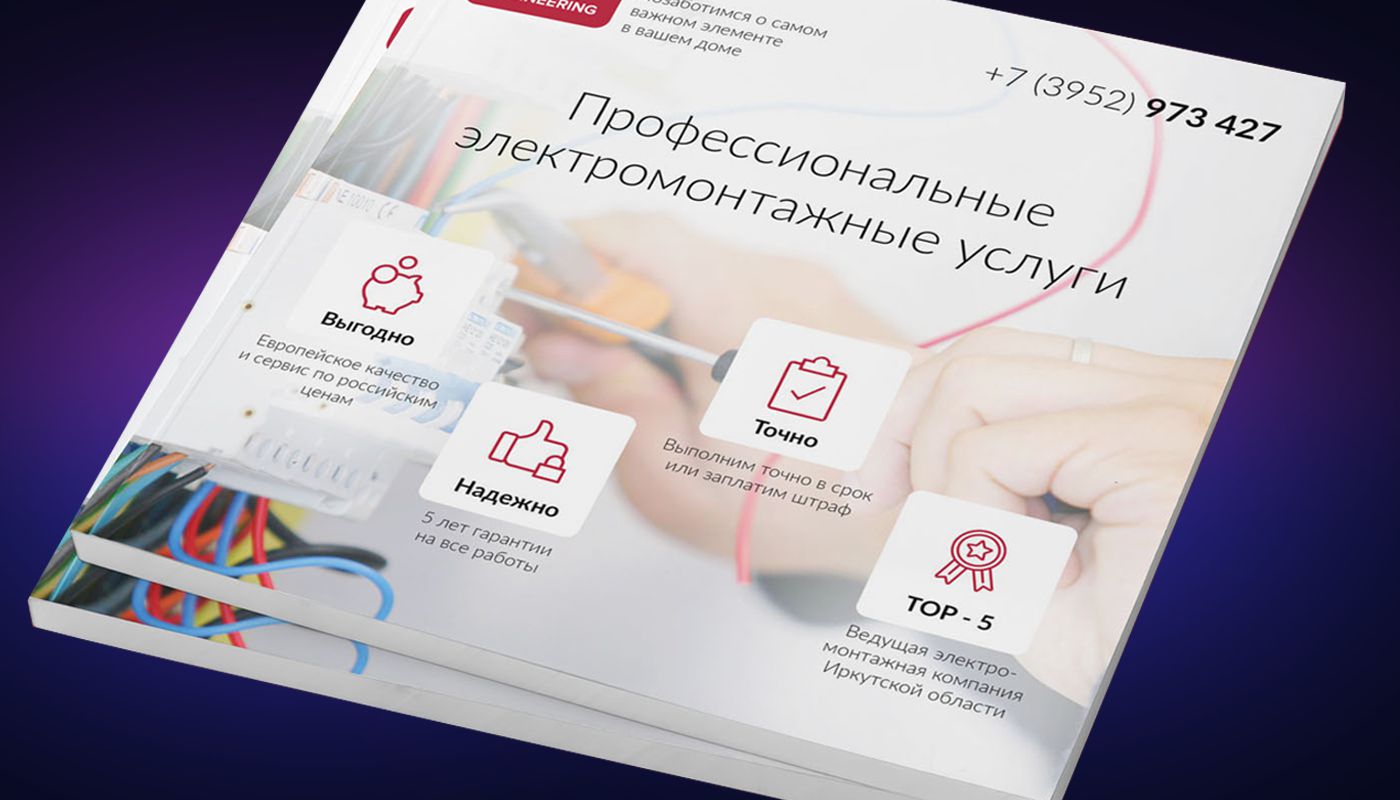 позаботимся о самом
важном элементе
в вашем доме
+7 (3952) 973 427
Профессиональные
электромонтажные услуги
Выгодно
Европейское качество
и сервис по российским
ценам
Надежно
5 лет гарантии
на все работы
Точно
Выполним точно в срок
или заплатим штраф
TOP - 5
Ведущая электро-
монтажная компания
Иркутской области